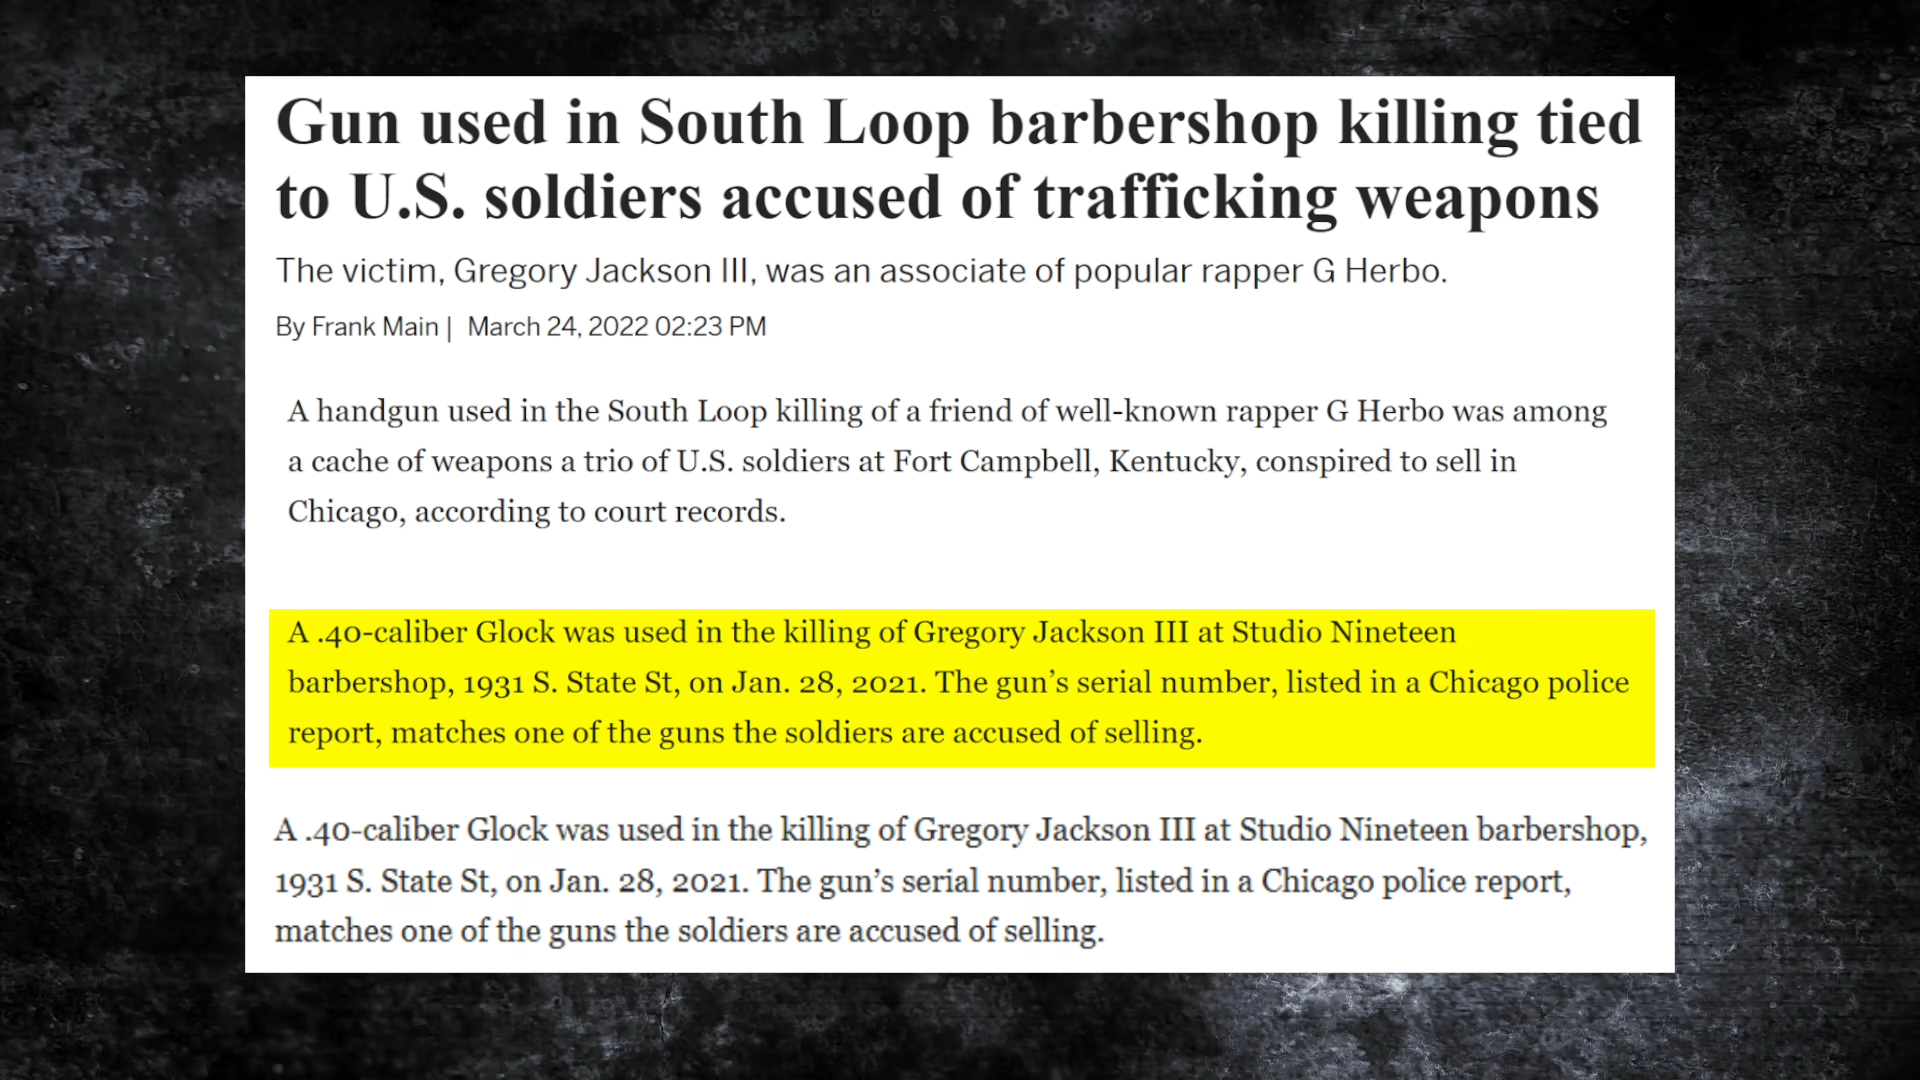 Gun used in South Loop barbershop killing tied
to U.S. soldiers accused of trafficking weapons
The victim, Gregory Jackson III, was an associate of popular rapper G Herbo.
By Frank Main | March 24, 2022 02:23 PM
A handgun used in the South Loop killing of a friend of well-known rapper G Herbo was among
a cache of weapons a trio of U.S. soldiers at Fort Campbell, Kentucky, conspired to sell in
Chicago, according to court records.
A .40-caliber Glock was used in the killing of Gregory Jackson III at Studio Nineteen
barbershop, 1931 S. State St, on Jan. 28, 2021. The gun’s serial number, listed in a Chicago police
report, matches one of the guns the soldiers are accused of selling.
A .40-caliber Glock was used in the killing of Gregory Jackson III at Studio Nineteen barbershop,
1931 S. State St, on Jan. 28, 2021. The gun’s serial number, listed in a Chicago police report,
matches one of the guns the soldiers are accused of selling.